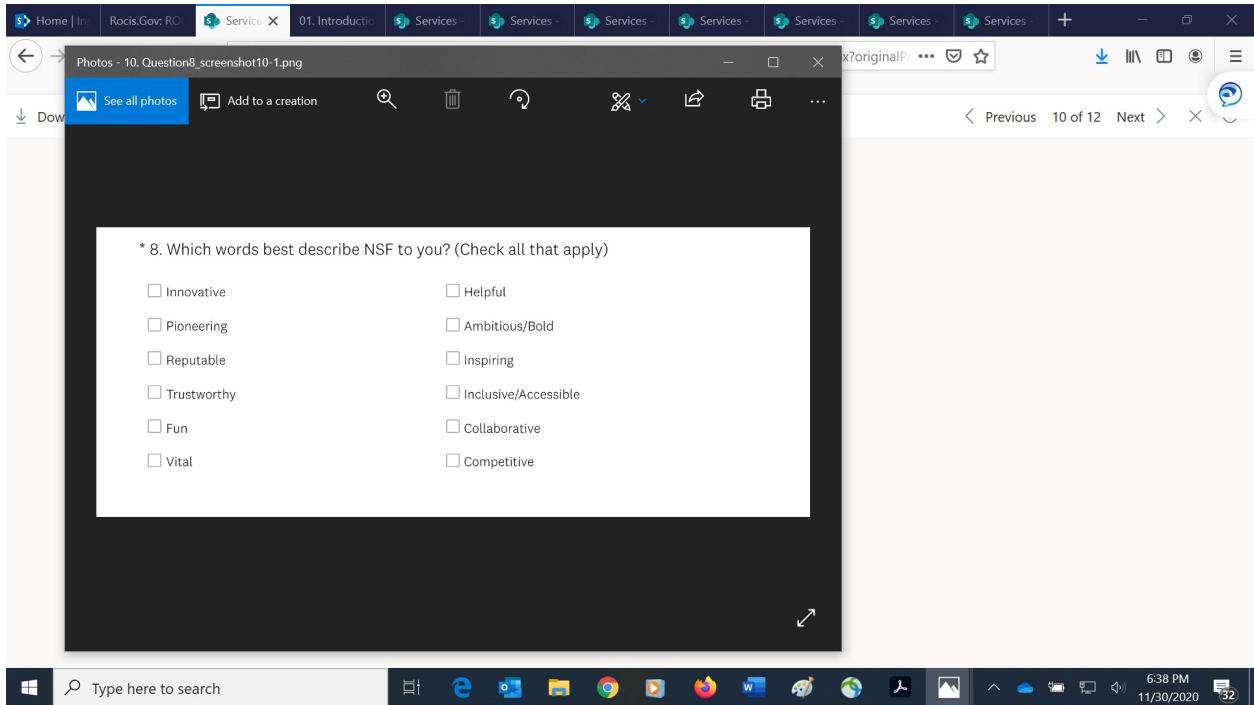 Home | In
Rocis.Gov: RO
Service
01. Introductio
Services -
Services -
Services -
Services -
Services -
Services -
Services -
Photos - 10. Question8_screenshot10-1.png
x?originalP
See all photos
Add to a creation
Dow
Previous 10 of 12 Next
* 8. Which words best describe NSF to you? (Check all that apply)
Innovative
Helpful
Pioneering
Ambitious/Bold
Reputable
Inspiring
Trustworthy
Inclusive/Accessible
Fun
Collaborative
Vital
Competitive
Type here to search
6:38 PM
11/30/2020
32